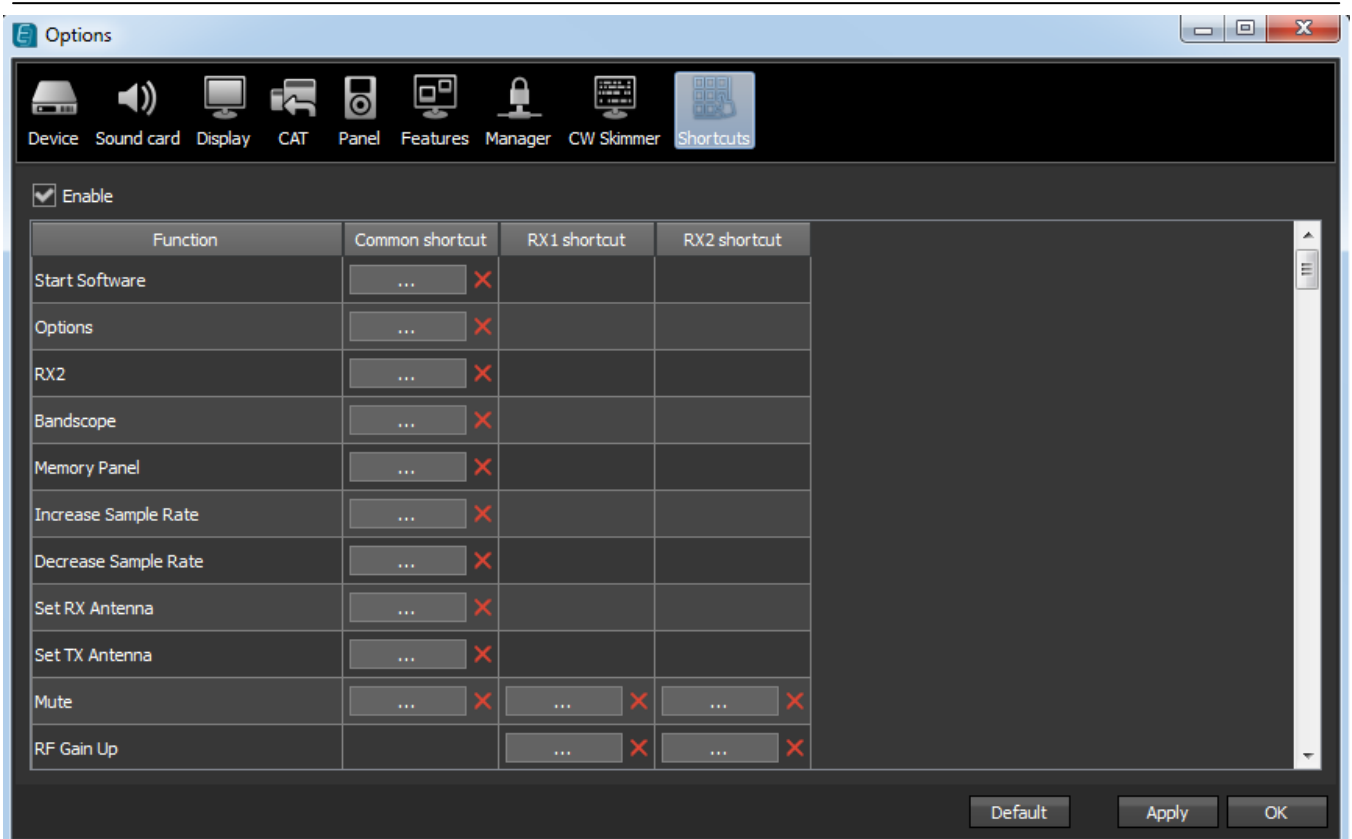 Options
Device Sound card Display CAT Panel Features Manager CW Skimmer Shortcuts
Enable
Function Common shortcut RX1 shortcut RX2 shortcut
Start Software ...
Options ...
RX2 ...
Bandscope ...
Memory Panel ...
Increase Sample Rate ...
Decrease Sample Rate ...
Set RX Antenna ...
Set TX Antenna ...
Mute ... ... ...
RF Gain Up ... ...
Default Apply OK